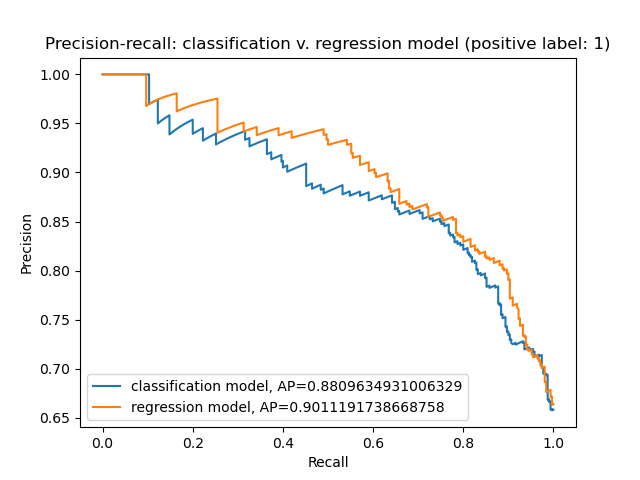 Precision-recall: classification v. regression model (positive label: 1)
1.00
0.95
0.90
0.85
0.80
0.75
0.70
0.65
Precision
classification model, AP=0.8809634931006329
regression model, AP=0.9011191738668758
0.0 0.2 0.4 0.6 0.8 1.0
Recall